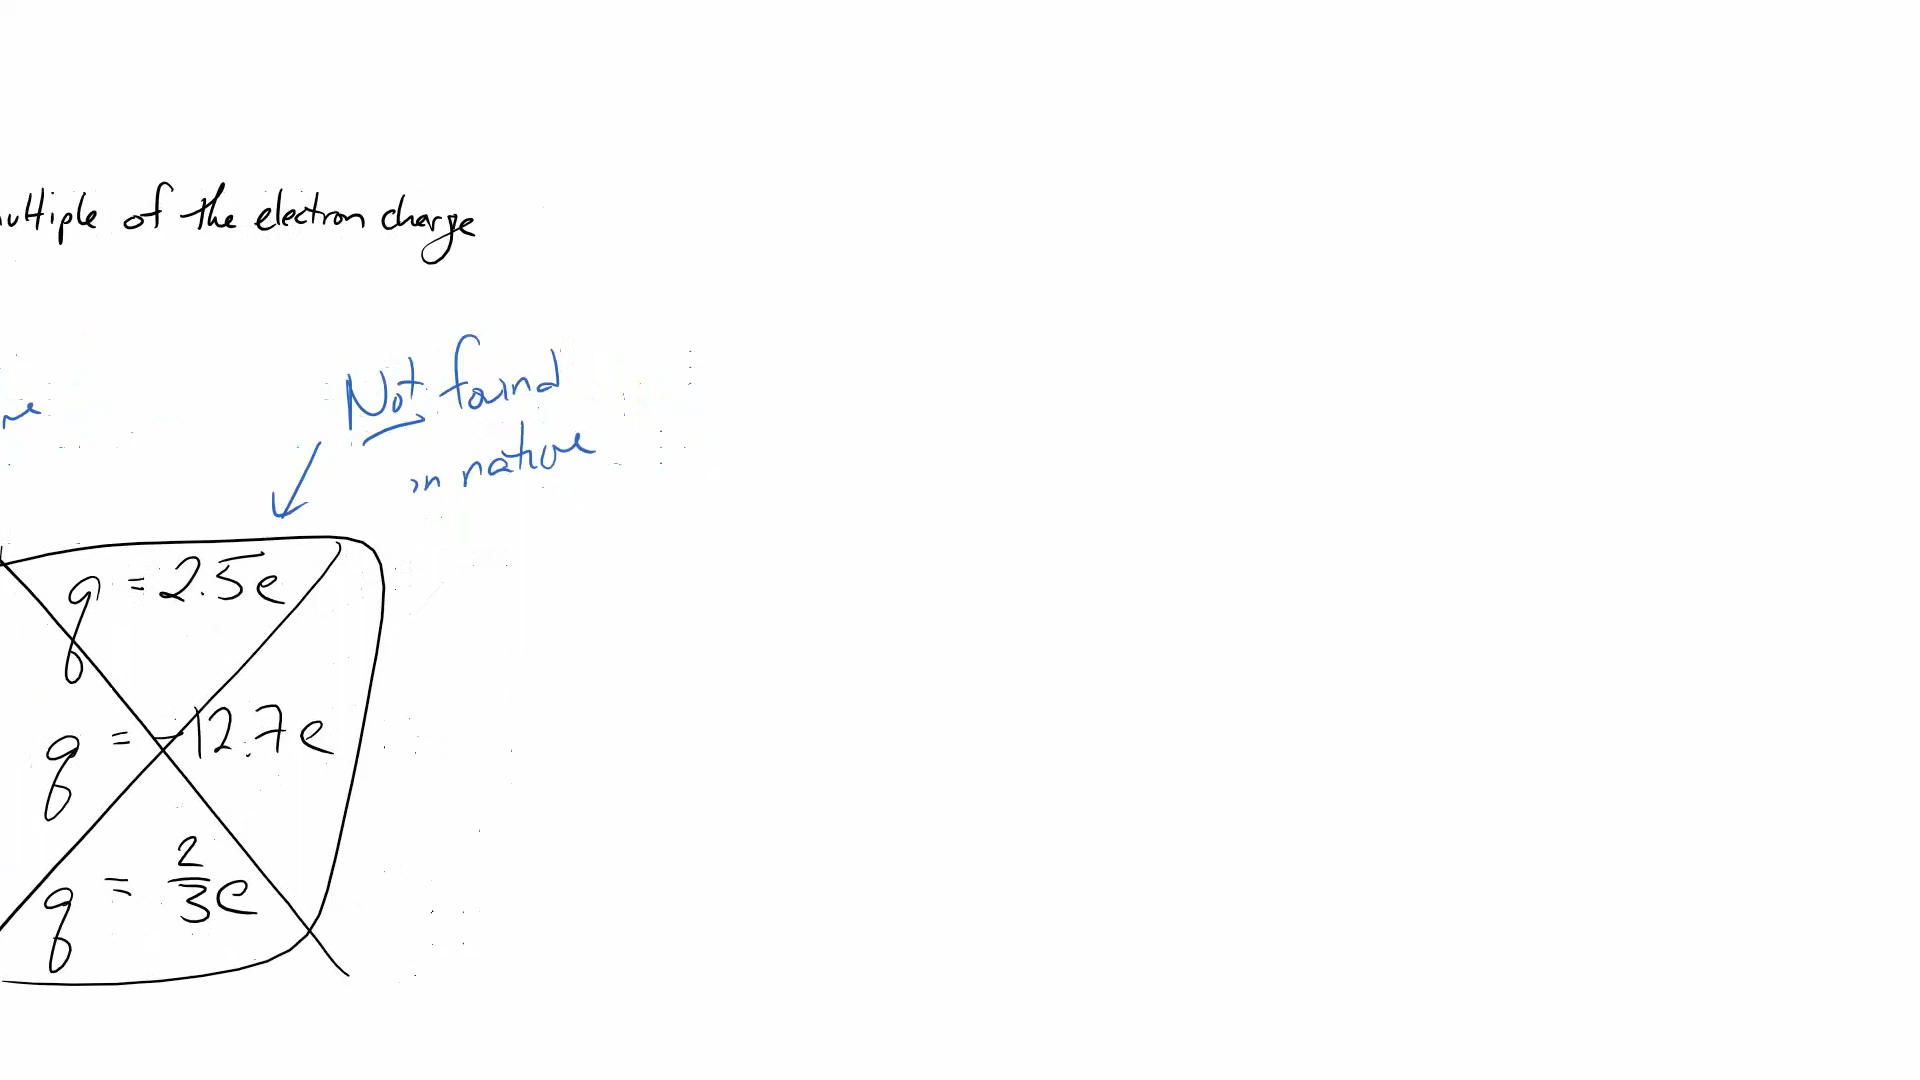 ultiple of the electron charge
Not found
in nature
q = 2.5e
q = -12.7e
q = 2/3 e